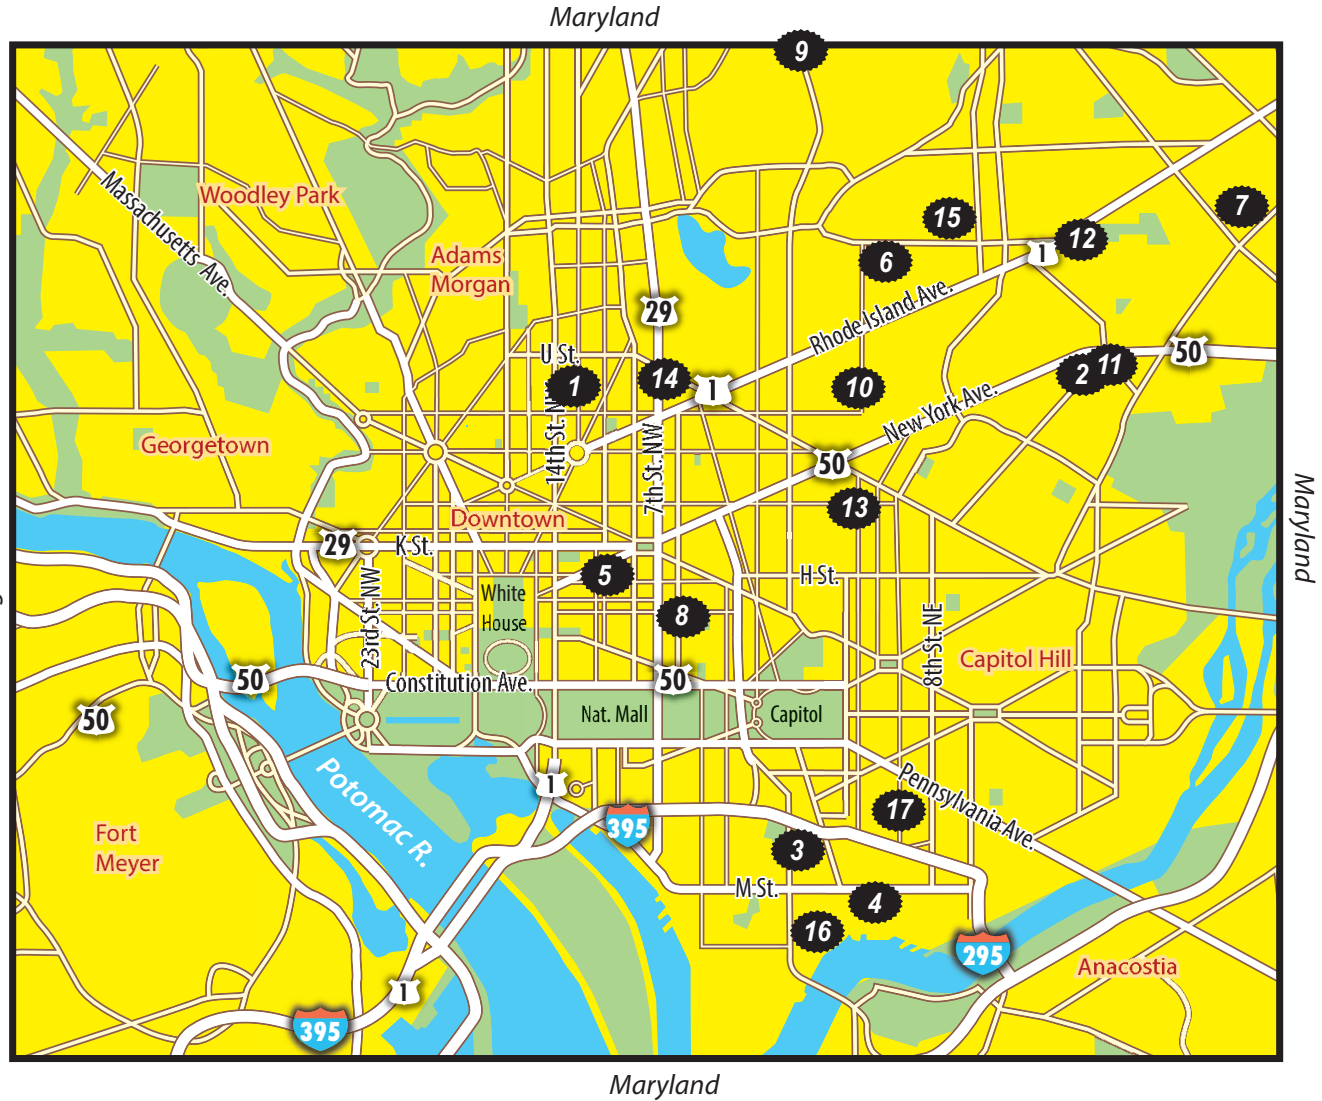 Maryland
9
Woodley Park
Massachusetts Ave.
7
15
12
1
6
Adams
Morgan
29
Rhode Island Ave.
50
U St.
1
14
1
10
2
11
New York Ave.
14th St. NW
Georgetown
7th St. NW
50
13
Maryland
Downtown
29
K St.
5
H St.
White
House
8
23rd St. NW
8th St. NE
Capitol Hill
50
Constitution Ave.
50
50
Nat. Mall
Capitol
Potomac R.
1
Pennsylvania Ave.
17
395
Fort
Meyer
3
M St.
4
16
295
Anacostia
1
395
Maryland